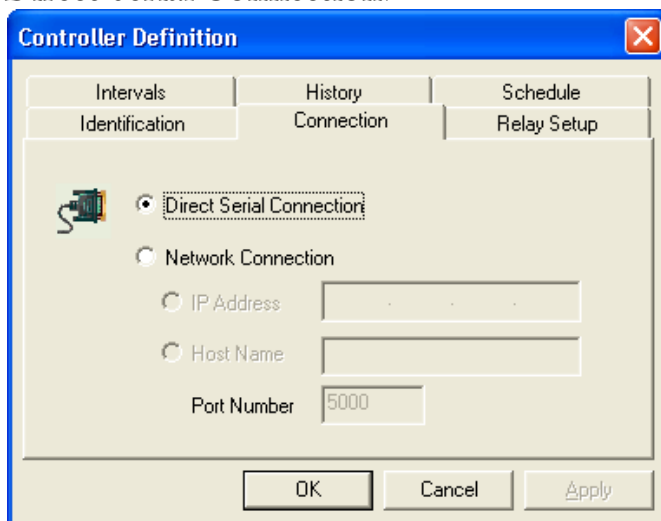 Controller Definition
Intervals History Schedule
Identification Connection Relay Setup
Direct Serial Connection
Network Connection
IP Address . . .
Host Name
Port Number 5000
OK Cancel Apply